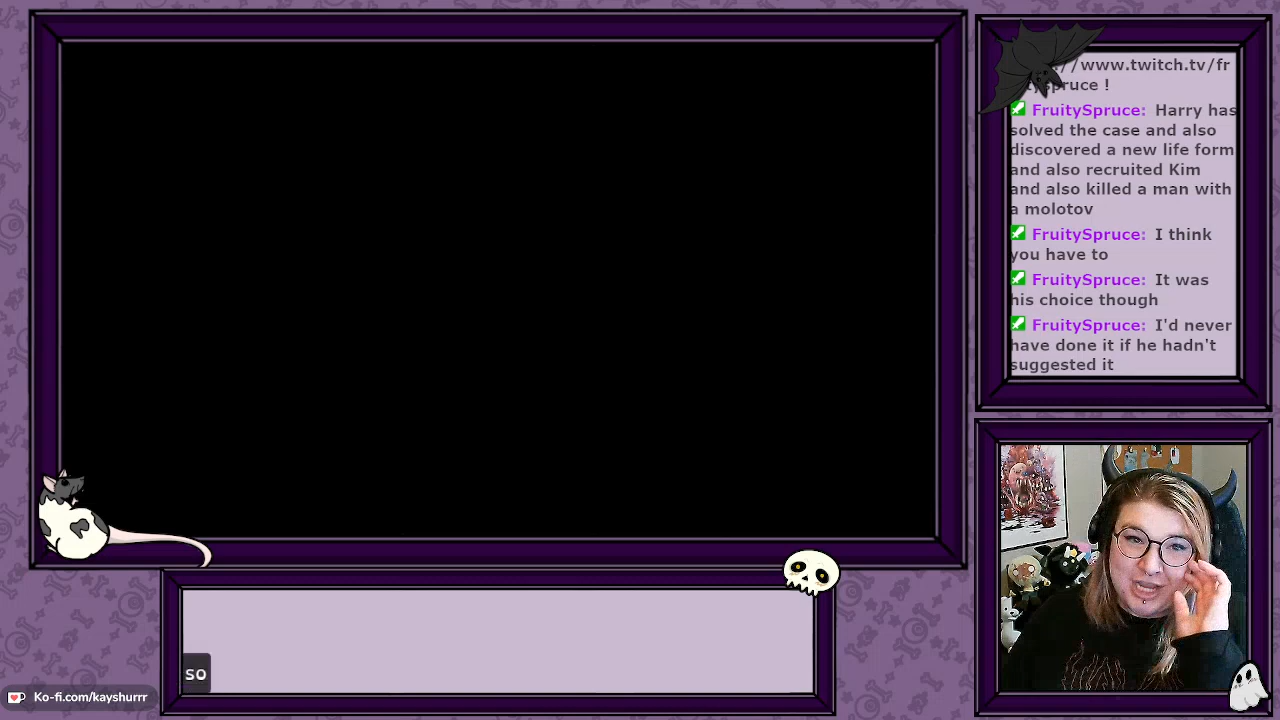 //www.twitch.tv/fr
spruce !
FruitySpruce: Harry has
solved the case and also
discovered a new life form
and also recruited Kim
and also killed a man with
a molotov
FruitySpruce: I think
you have to
FruitySpruce: It was
his choice though
FruitySpruce: I'd never
have done it if he hadn't
suggested it
so
Ko-fi.com/kayshurrr